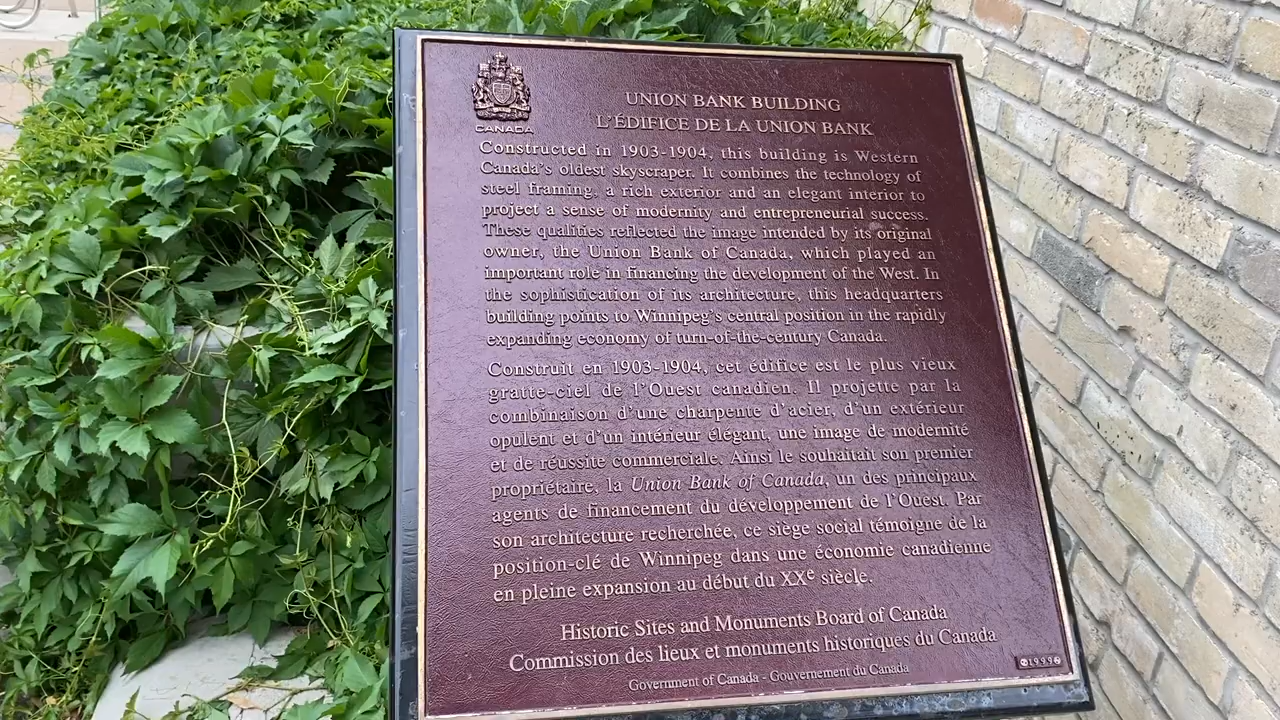 CANADA
UNION BANK BUILDING
L'ÉDIFICE DE LA UNION BANK
Constructed in 1903-1904, this building is Western
Canada's oldest skyscraper. It combines the technology of
steel framing, a rich exterior and an elegant interior to
project a sense of modernity and entrepreneurial success.
These qualities reflected the image intended by its original
owner, the Union Bank of Canada, which played an
important role in financing the development of the West. In
the sophistication of its architecture, this headquarters
building points to Winnipeg's central position in the rapidly
expanding economy of turn-of-the-century Canada.
Construit en 1903-1904, cet édifice est le plus vieux
gratte-ciel de l'Ouest canadien. Il projette par la
combinaison d'une charpente d'acier, d'un extérieur
opulent et d'un intérieur élégant, une image de modernité
et de réussite commerciale. Ainsi le souhaitait son premier
propriétaire, la Union Bank of Canada, un des principaux
agents de financement du développement de l'Ouest. Par
son architecture recherchée, ce siège social témoigne de la
position-clé de Winnipeg dans une économie canadienne
en pleine expansion au début du XXe siècle.
Historic Sites and Monuments Board of Canada
Commission des lieux et monuments historiques du Canada
Government of Canada - Gouvernement du Canada
1999